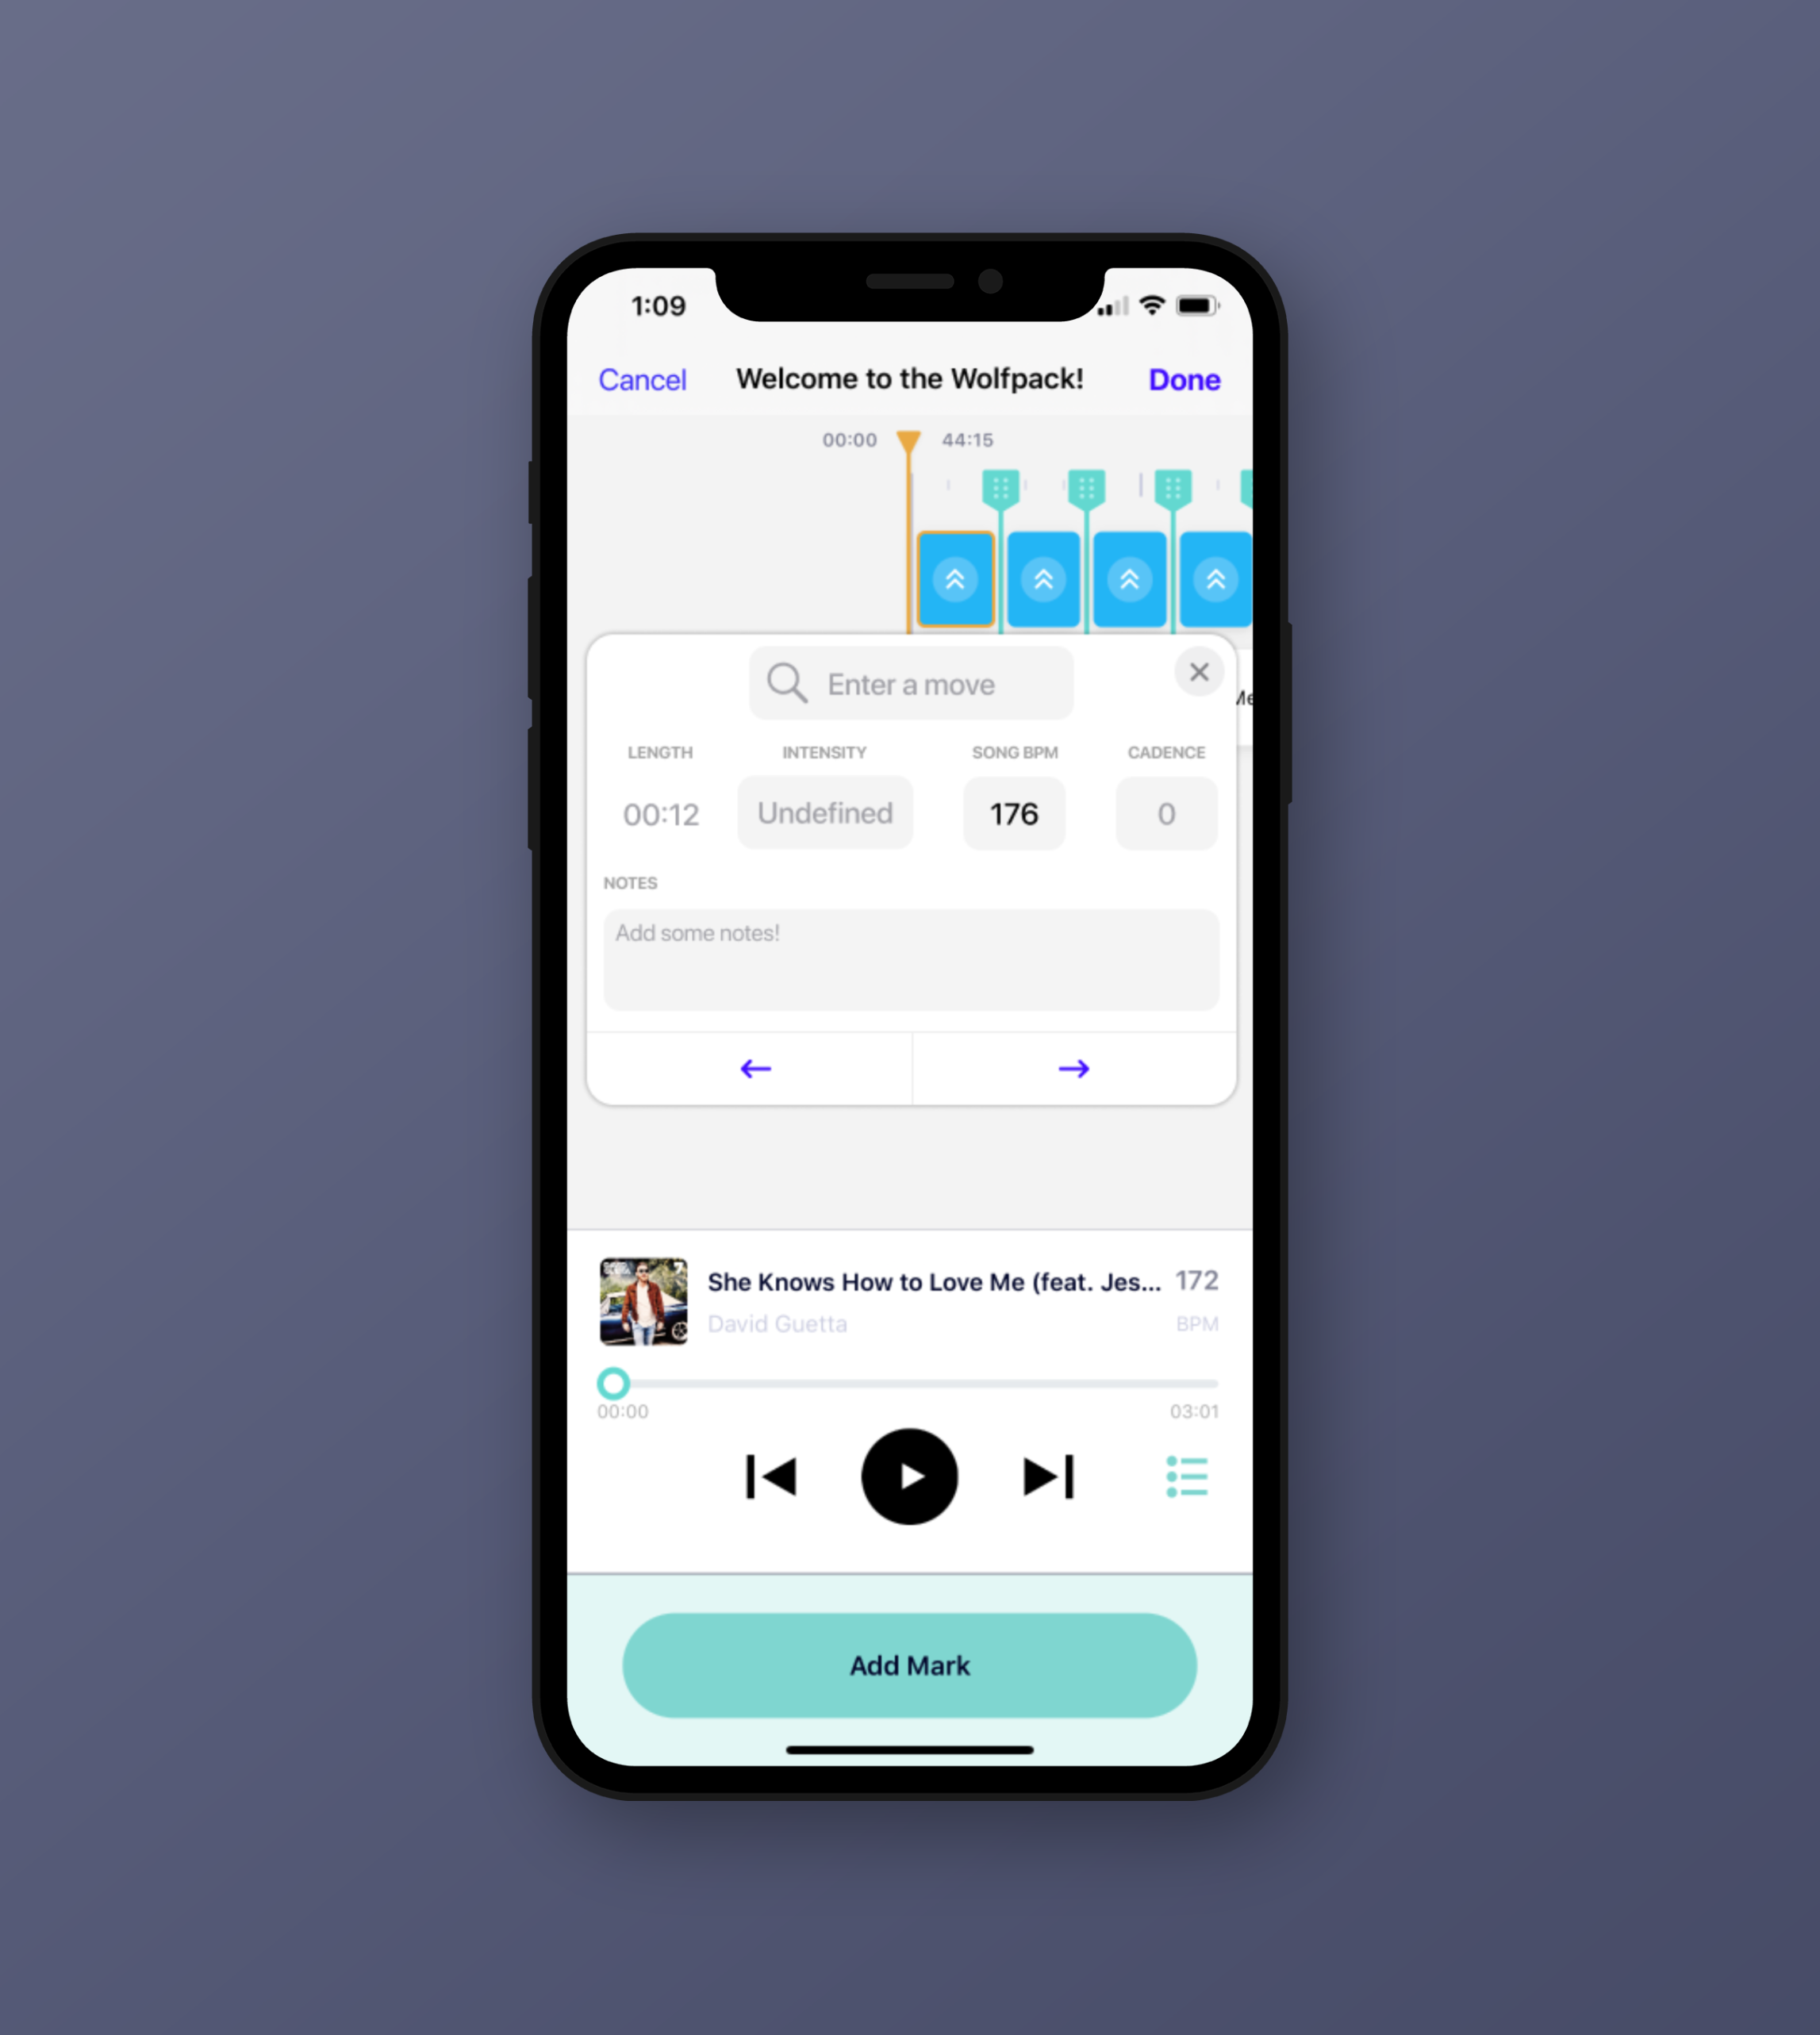 1:09
Cancel Welcome to the Wolfpack! Done
00:00 44:15
Enter a move
Me
LENGTH INTENSITY SONG BPM CADENCE
00:12 Undefined 176 0
NOTES
Add some notes!
She Knows How to Love Me (feat. Jes... 172
David Guetta BPM
00:00 03:01
Add Mark